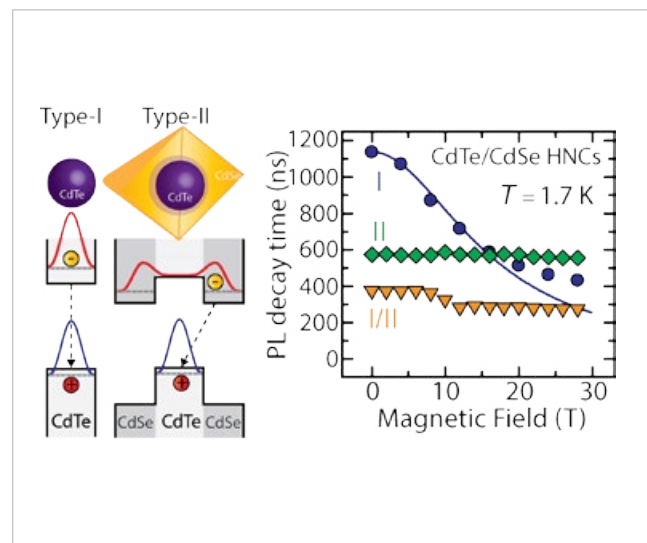 Type-I
Type-II
CdTe
CdTe
CdSe
CdTe
CdSe
CdTe
CdSe
PL decay time (ns)
1200
1000
800
600
400
200
0
CdTe/CdSe HNCs
T = 1.7 K
I
II
I/II
0
10
20
30
Magnetic Field (T)